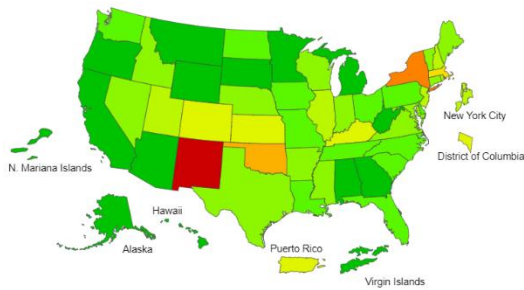 New York City
District of Columbia
N. Mariana Islands
Hawaii
Alaska
Puerto Rico
Virgin Islands